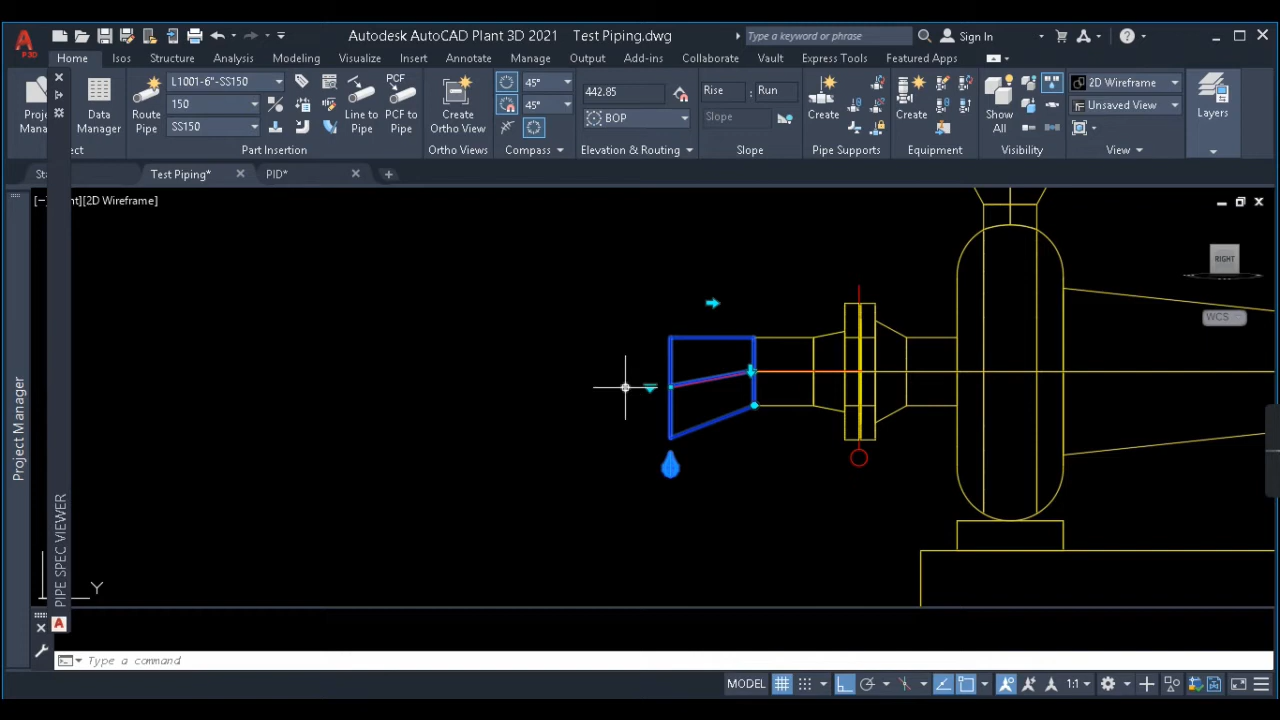 Autodesk AutoCAD Plant 3D 2021 Test Piping.dwg Type a keyword or phrase Sign In
P3D
Home Isos Structure Analysis Modeling Visualize Insert Annotate Manage Output Add-ins Collaborate Vault Express Tools Featured Apps
L1001-6"-SS150
150
SS150
Data
Manager
Route
Pipe
Line to
Pipe
PCF
PCF to
Pipe
Create
Ortho View
45°
45°
442.85
BOP
Rise : Run
Slope
Create
Create
Show
All
2D Wireframe
Unsaved View
Layers
Part Insertion Ortho Views Compass Elevation & Routing Slope Pipe Supports Equipment Visibility View
Test Piping* PID*
[2D Wireframe]
RIGHT
WCS
Project Manager
PIPE SPEC VIEWER
Y
Type a command
MODEL 1:1